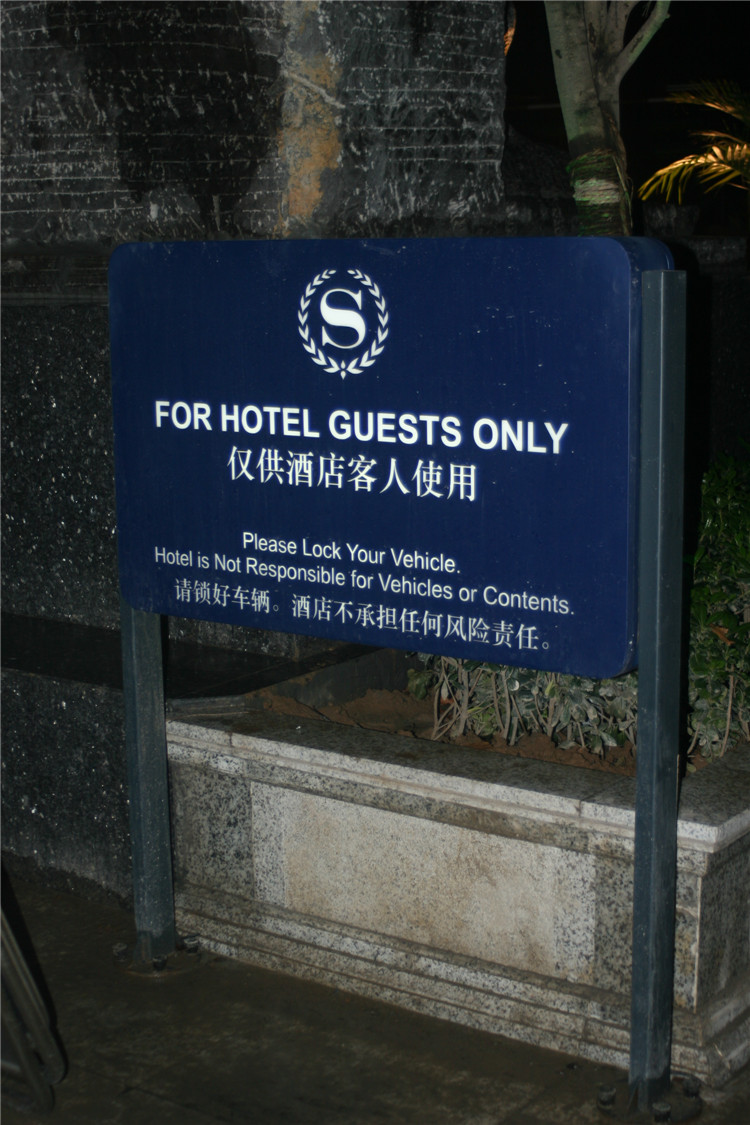 S
FOR HOTEL GUESTS ONLY
仅供酒店客人使用
Please Lock Your Vehicle.
Hotel is Not Responsible for Vehicles or Contents.
请锁好车辆。酒店不承担任何风险责任。